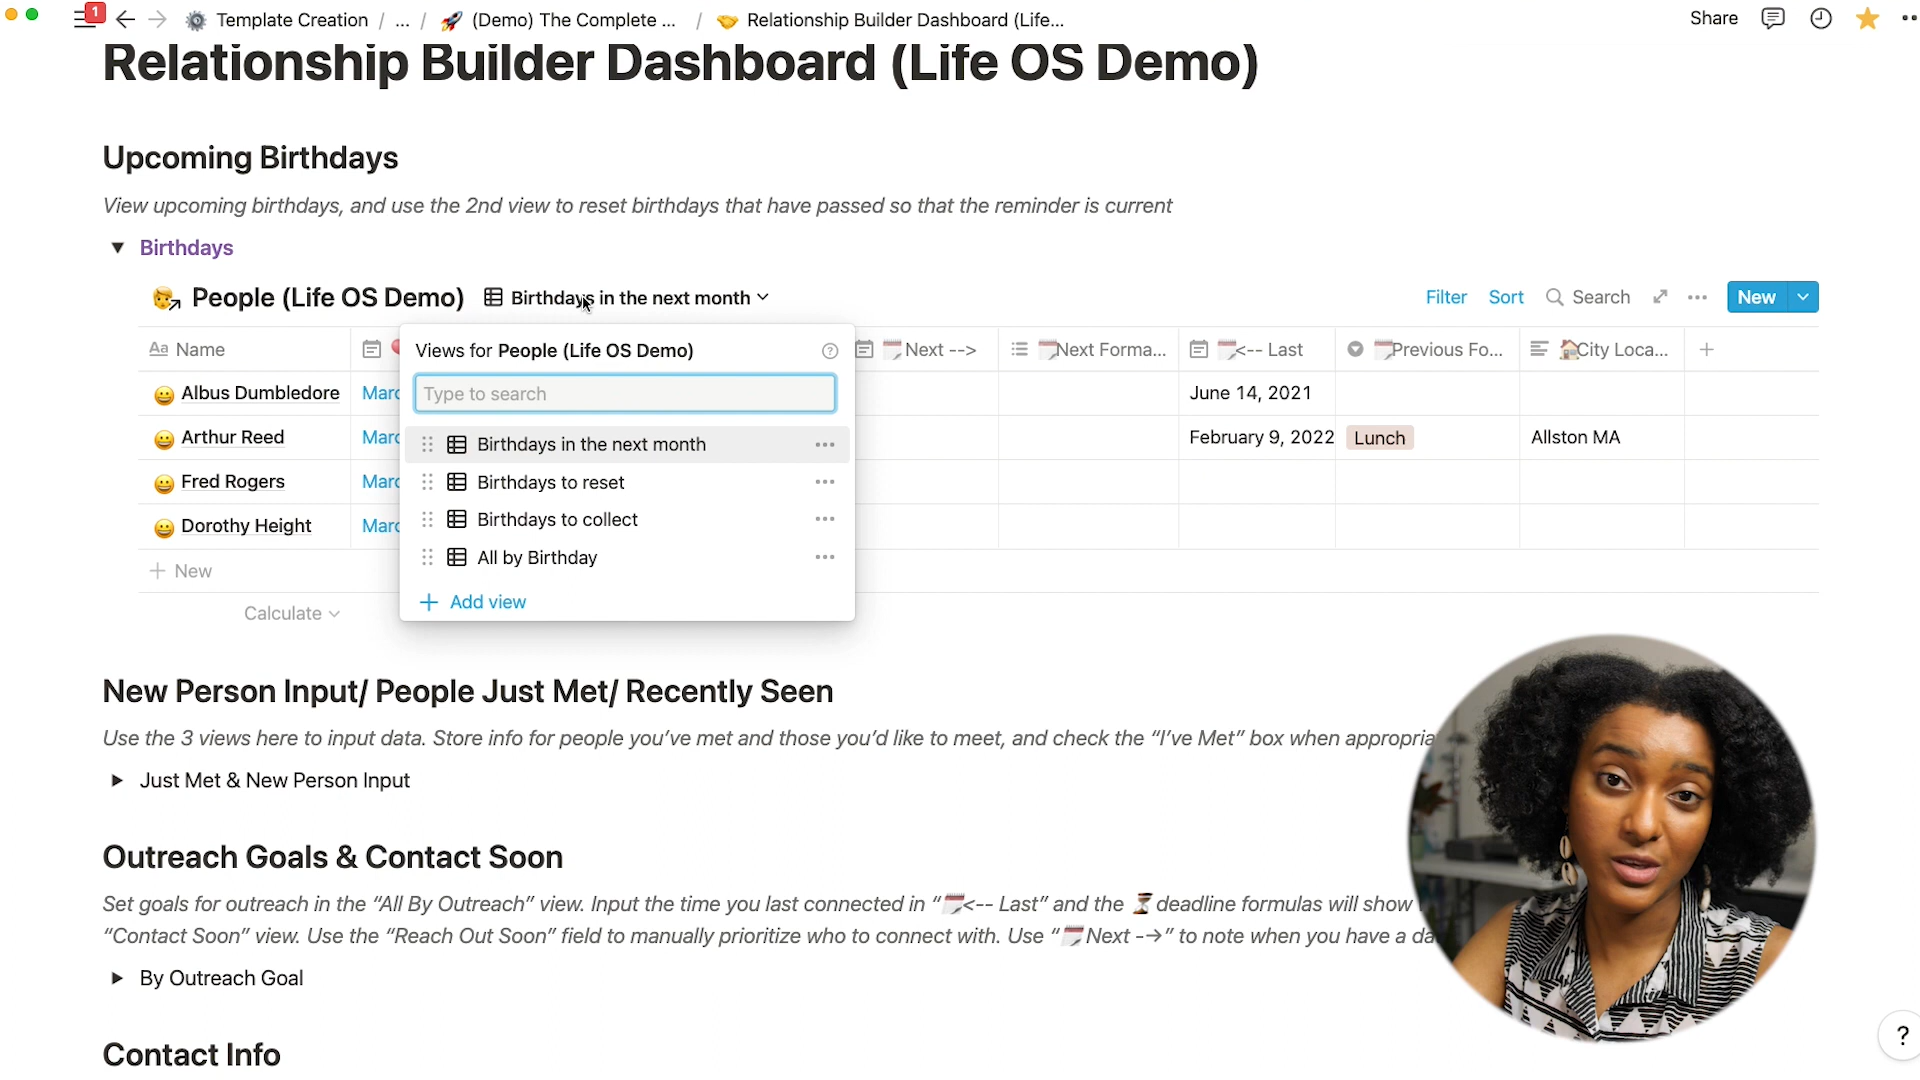 1
Template Creation / ... / (Demo) The Complete ... / Relationship Builder Dashboard (Life...
Share
Relationship Builder Dashboard (Life OS Demo)
Upcoming Birthdays
View upcoming birthdays, and use the 2nd view to reset birthdays that have passed so that the reminder is current
Birthdays
People (Life OS Demo) Birthdays in the next month
Filter Sort Search New
Aa Name Next --> Next Forma... <-- Last Previous Fo... City Loca...
Views for People (Life OS Demo)
Type to search
Birthdays in the next month
Birthdays to reset
Birthdays to collect
All by Birthday
+ Add view
Albus Dumbledore June 14, 2021
Arthur Reed February 9, 2022 Lunch Allston MA
Fred Rogers
Dorothy Height
+ New
Calculate
New Person Input/ People Just Met/ Recently Seen
Use the 3 views here to input data. Store info for people you’ve met and those you’d like to meet, and check the “I’ve Met” box when appropria
Just Met & New Person Input
Outreach Goals & Contact Soon
Set goals for outreach in the “All By Outreach” view. Input the time you last connected in “<-- Last” and the deadline formulas will show
“Contact Soon” view. Use the “Reach Out Soon” field to manually prioritize who to connect with. Use “Next -→” to note when you have a da
By Outreach Goal
Contact Info
?